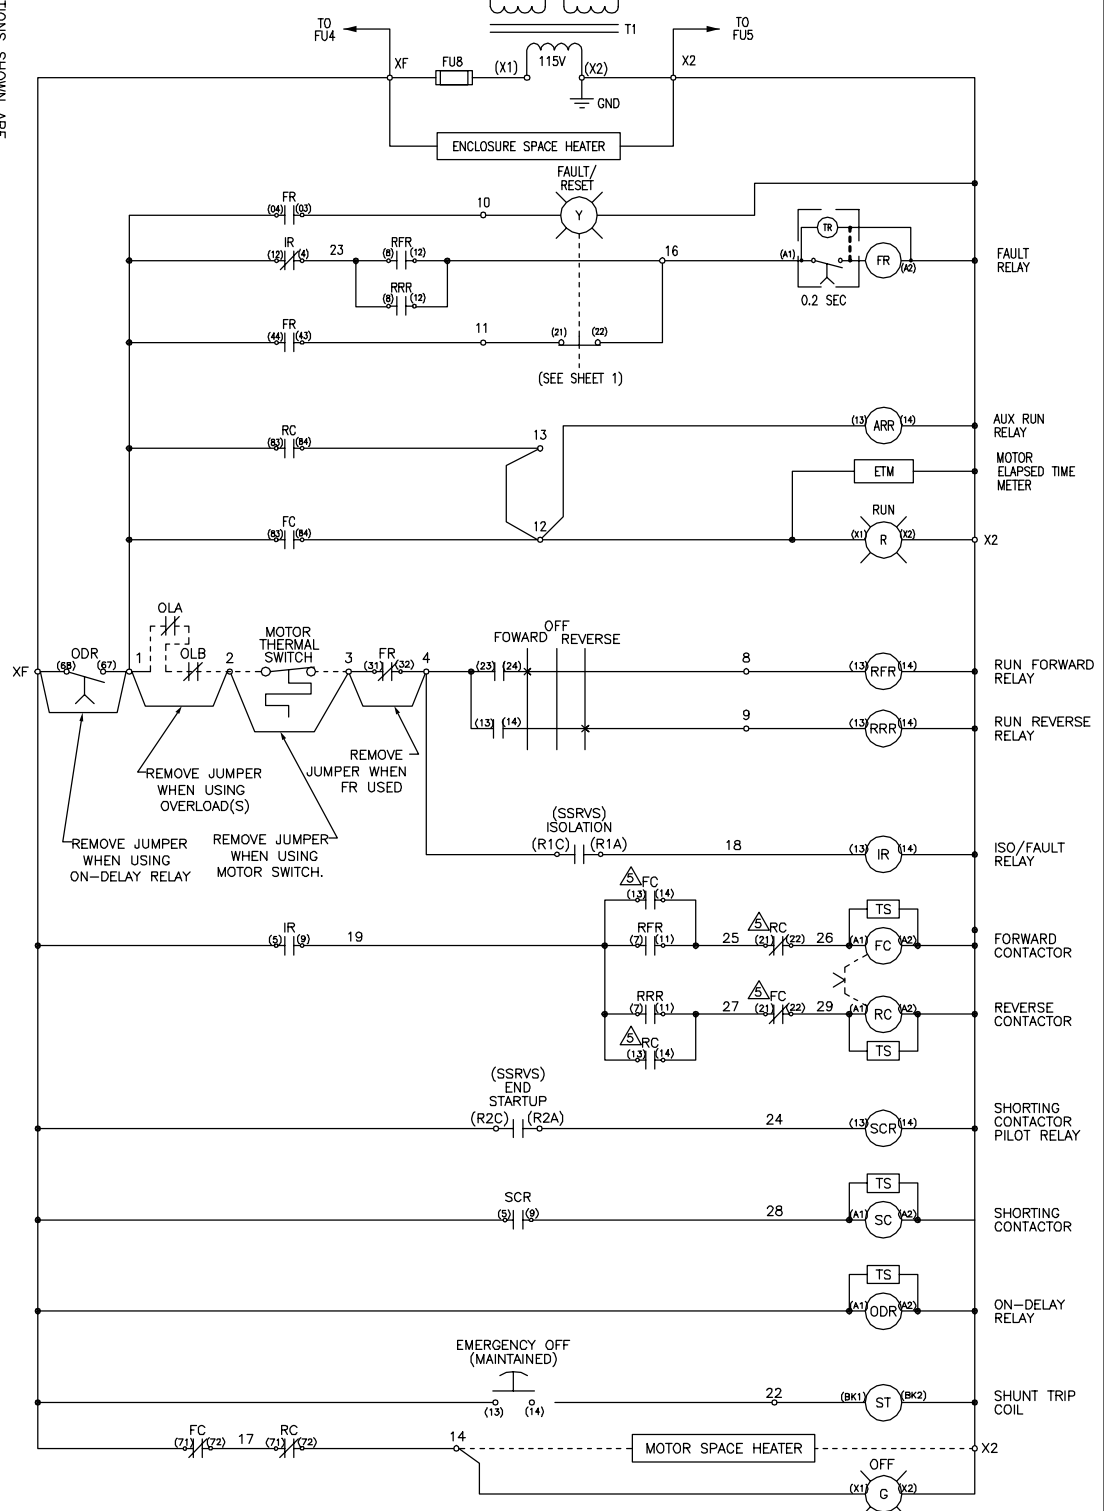 TIONS SHOWN ARE
TO
FU4
TO
FU5
T1
XF
FU8
(X1)
115V
(X2)
X2
GND
ENCLOSURE SPACE HEATER
FAULT/
RESET
FR
(04) (03)
10
Y
IR
(12) (4)
23
RFR
(8) (12)
16
TR
(A1)
FR
(A2)
FAULT
RELAY
RRR
(8) (12)
0.2 SEC
FR
(44) (43)
11
(21) (22)
(SEE SHEET 1)
(13) ARR (14)
AUX RUN
RELAY
RC
(83) (84)
13
ETM
MOTOR
ELAPSED TIME
METER
RUN
FC
(83) (84)
12
(X1) R (X2)
X2
OLA
ODR
(68) (67)
XF
1
OLB
2
MOTOR
THERMAL
SWITCH
3
FR
(31) (32)
4
OFF
FOWARD REVERSE
(23) (24)
8
(13) RFR (14)
RUN FORWARD
RELAY
(13) (14)
9
(13) RRR (14)
RUN REVERSE
RELAY
REMOVE
JUMPER WHEN
FR USED
REMOVE JUMPER
WHEN USING
OVERLOAD(S)
REMOVE JUMPER
WHEN USING
MOTOR SWITCH.
REMOVE JUMPER
WHEN USING
ON-DELAY RELAY
(SSRVS)
ISOLATION
(R1C) (R1A)
18
(13) IR (14)
ISO/FAULT
RELAY
5 FC
(13) (14)
TS
IR
(5) (9)
19
RFR
(7) (11)
25
5 RC
(21) (22)
26
(A1) FC (A2)
FORWARD
CONTACTOR
RRR
(7) (11)
27
5 FC
(21) (22)
29
(A1) RC (A2)
REVERSE
CONTACTOR
5 RC
(13) (14)
TS
(SSRVS)
END
STARTUP
(R2C) (R2A)
24
(13) SCR (14)
SHORTING
CONTACTOR
PILOT RELAY
TS
SCR
(5) (9)
28
(A1) SC (A2)
SHORTING
CONTACTOR
TS
(A1) ODR (A2)
ON-DELAY
RELAY
EMERGENCY OFF
(MAINTAINED)
(13) (14)
22
(BK1) ST (BK2)
SHUNT TRIP
COIL
FC
(71) (72)
17
RC
(71) (72)
14
MOTOR SPACE HEATER
X2
OFF
(X1) G (X2)